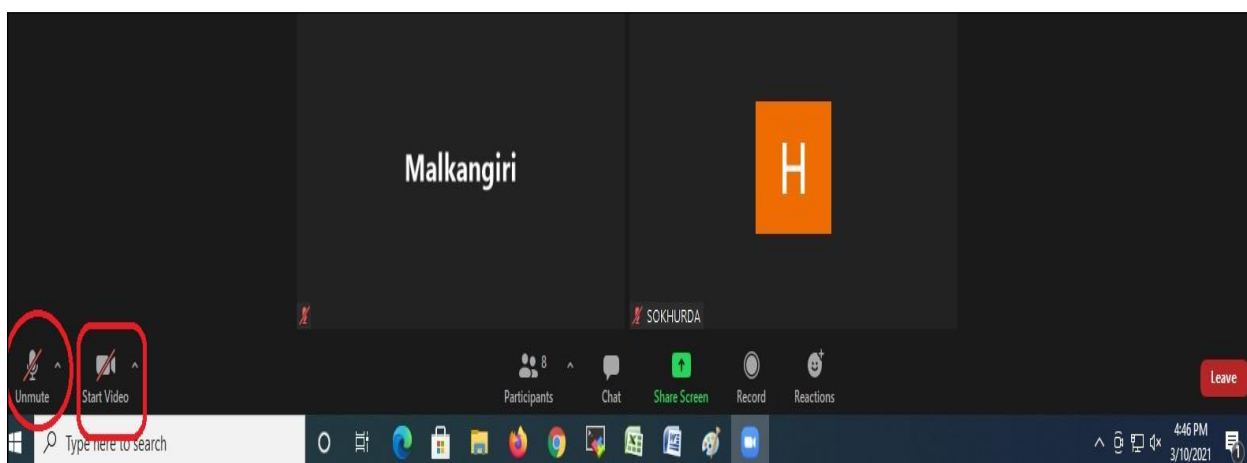 Malkangiri
H
SOKHURDA
8
Unmute
Start Video
Participants
Chat
Share Screen
Record
Reactions
Leave
Type here to search
4:46 PM
3/10/2021
1